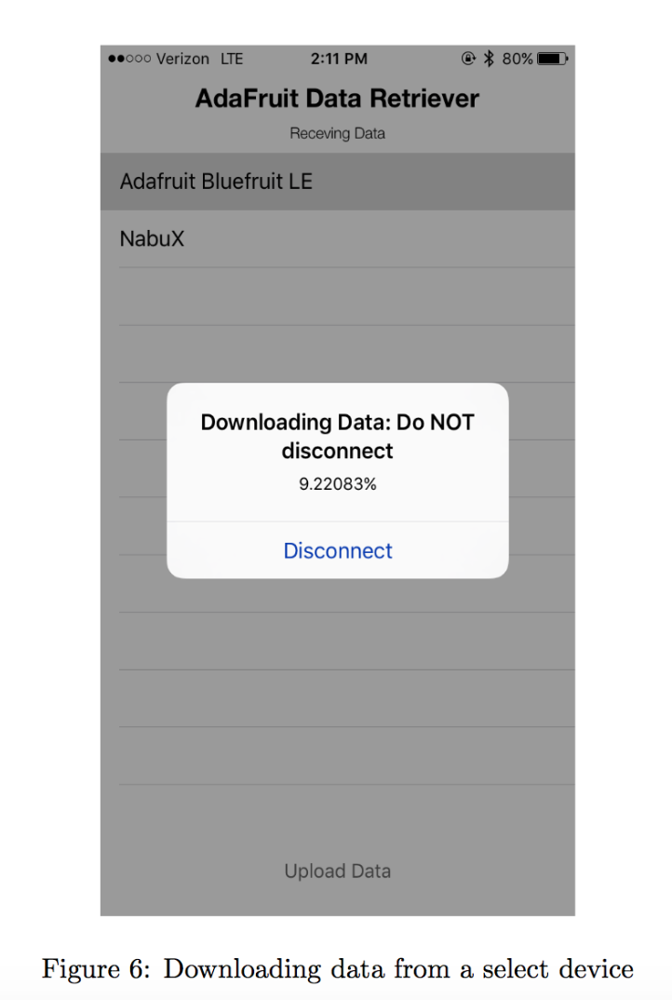 Verizon LTE 2:11 PM 80%
AdaFruit Data Retriever
Receving Data
Adafruit Bluefruit LE
NabuX
Downloading Data: Do NOT
disconnect
9.22083%
Disconnect
Upload Data
Figure 6: Downloading data from a select device